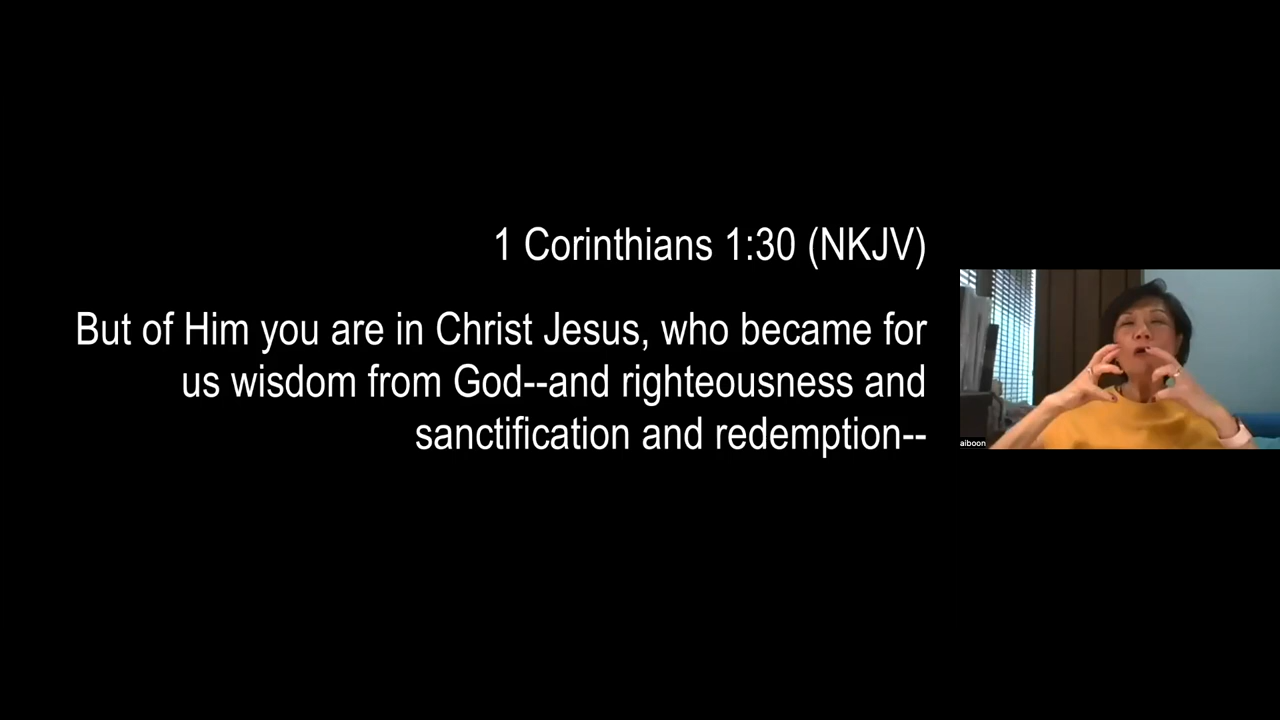 1 Corinthians 1:30 (NKJV)
But of Him you are in Christ Jesus, who became for
us wisdom from God--and righteousness and
sanctification and redemption--
aiboon